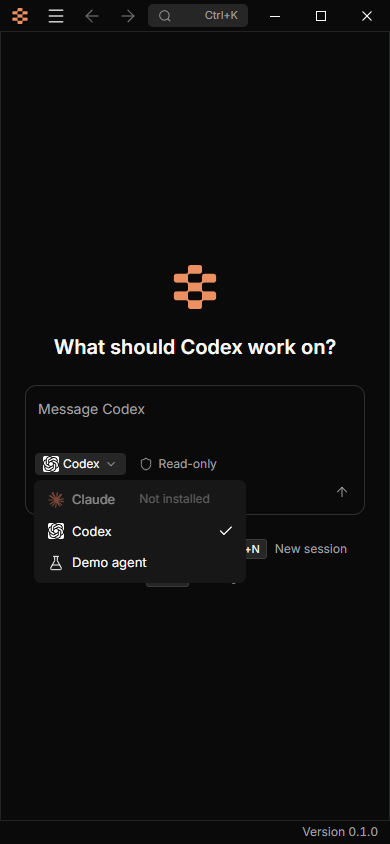 Ctrl+K
What should Codex work on?
Message Codex
Codex
Read-only
Claude Not installed
Codex
Demo agent
+N New session
Version 0.1.0